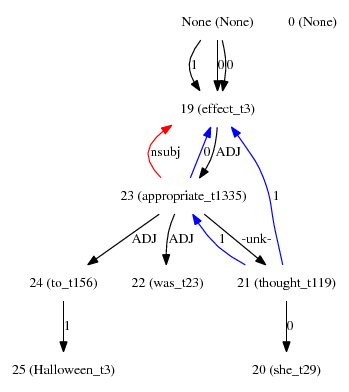 None (None) 0 (None)
1 0 0
19 (effect_t3)
nsubj 0 ADJ
23 (appropriate_t1335) 1
ADJ ADJ 1 -unk-
24 (to_t156) 22 (was_t23) 21 (thought_t119)
1 0
25 (Halloween_t3) 20 (she_t29)